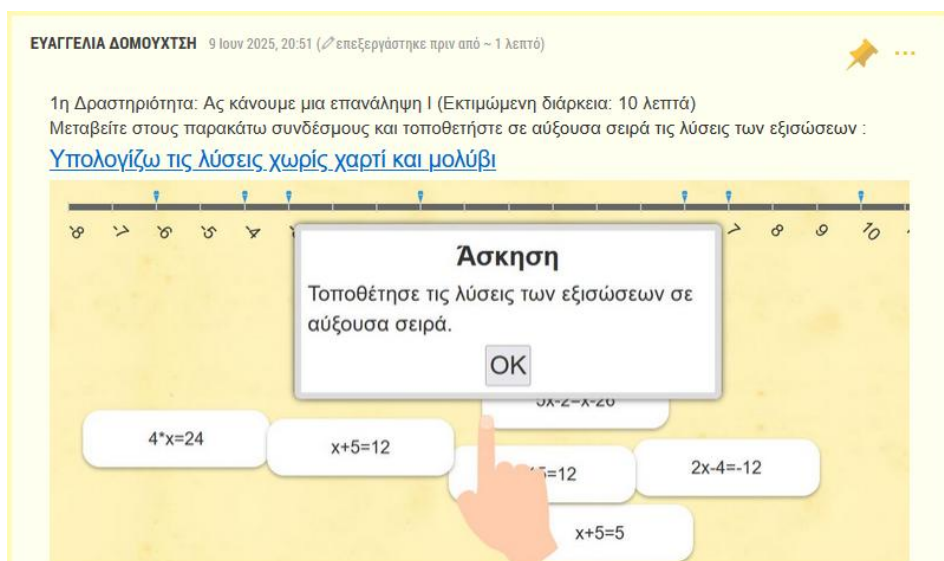 ΕΥΑΓΓΕΛΙΑ ΔΟΜΟΥΧΤΣΗ 9 Ιουν 2025, 20:51 (επεξεργάστηκε πριν από ~ 1 λεπτό)
1η Δραστηριότητα: Ας κάνουμε μια επανάληψη Ι (Εκτιμώμενη διάρκεια: 10 λεπτά)
Μεταβείτε στους παρακάτω συνδέσμους και τοποθετήστε σε αύξουσα σειρά τις λύσεις των εξισώσεων :
Υπολογίζω τις λύσεις χωρίς χαρτί και μολύβι
-8 -7 -6 -5 -4 7 8 9 10
Άσκηση
Τοποθέτησε τις λύσεις των εξισώσεων σε
αύξουσα σειρά.
OK
4*x=24
x+5=12
=12
2x-4=-12
x+5=5